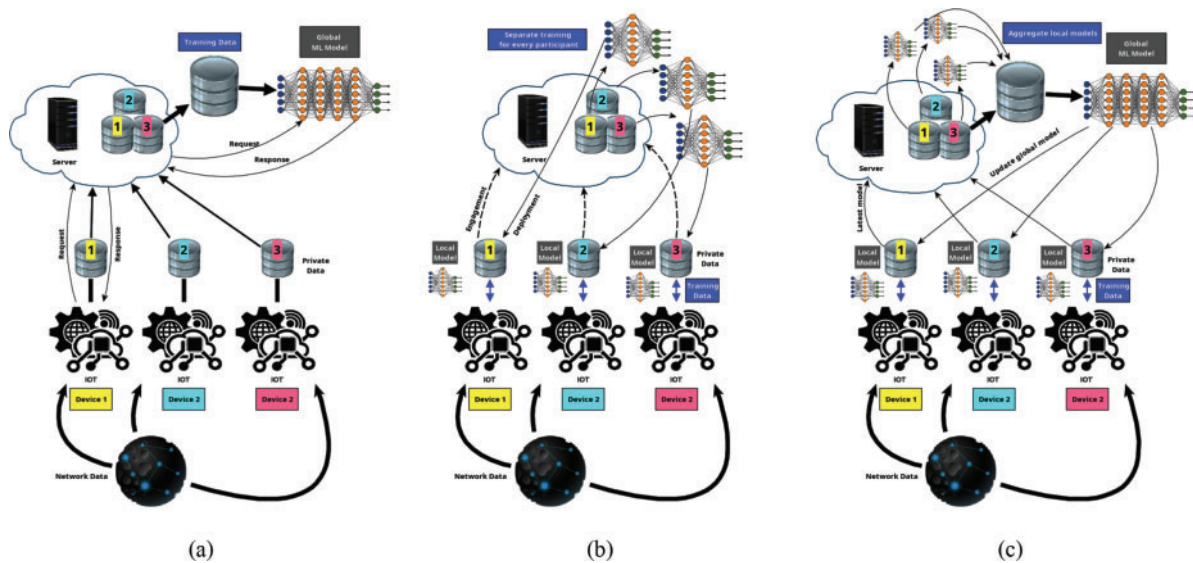 Training Data
Global
ML Model
2
1
3
Server
Request
Response
Request
Response
1
2
3
Private Data
IOT
IOT
IOT
Device 1
Device 2
Device 2
Network Data
(a)
Separate training
for every participant
2
1
3
Server
Engagement
Deployment
Local
Model
1
Local
Model
2
Local
Model
3
Private
Data
Training
Data
IOT
IOT
IOT
Device 1
Device 2
Device 2
Network Data
(b)
Aggregate local models
Global
ML Model
2
1
3
Server
Update global model
Latest model
Local
Model
1
Local
Model
2
Local
Model
3
Private Data
Training
Data
IOT
IOT
IOT
Device 1
Device 2
Device 2
Network Data
(c)